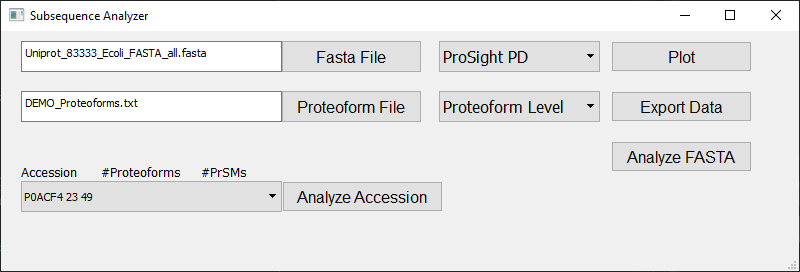 Subsequence Analyzer
Uniprot_83333_Ecoli_FASTA_all.fasta Fasta File ProSight PD Plot
DEMO_Proteoforms.txt Proteoform File Proteoform Level Export Data
Analyze FASTA
Accession #Proteoforms #PrSMs
P0ACF4 23 49 Analyze Accession